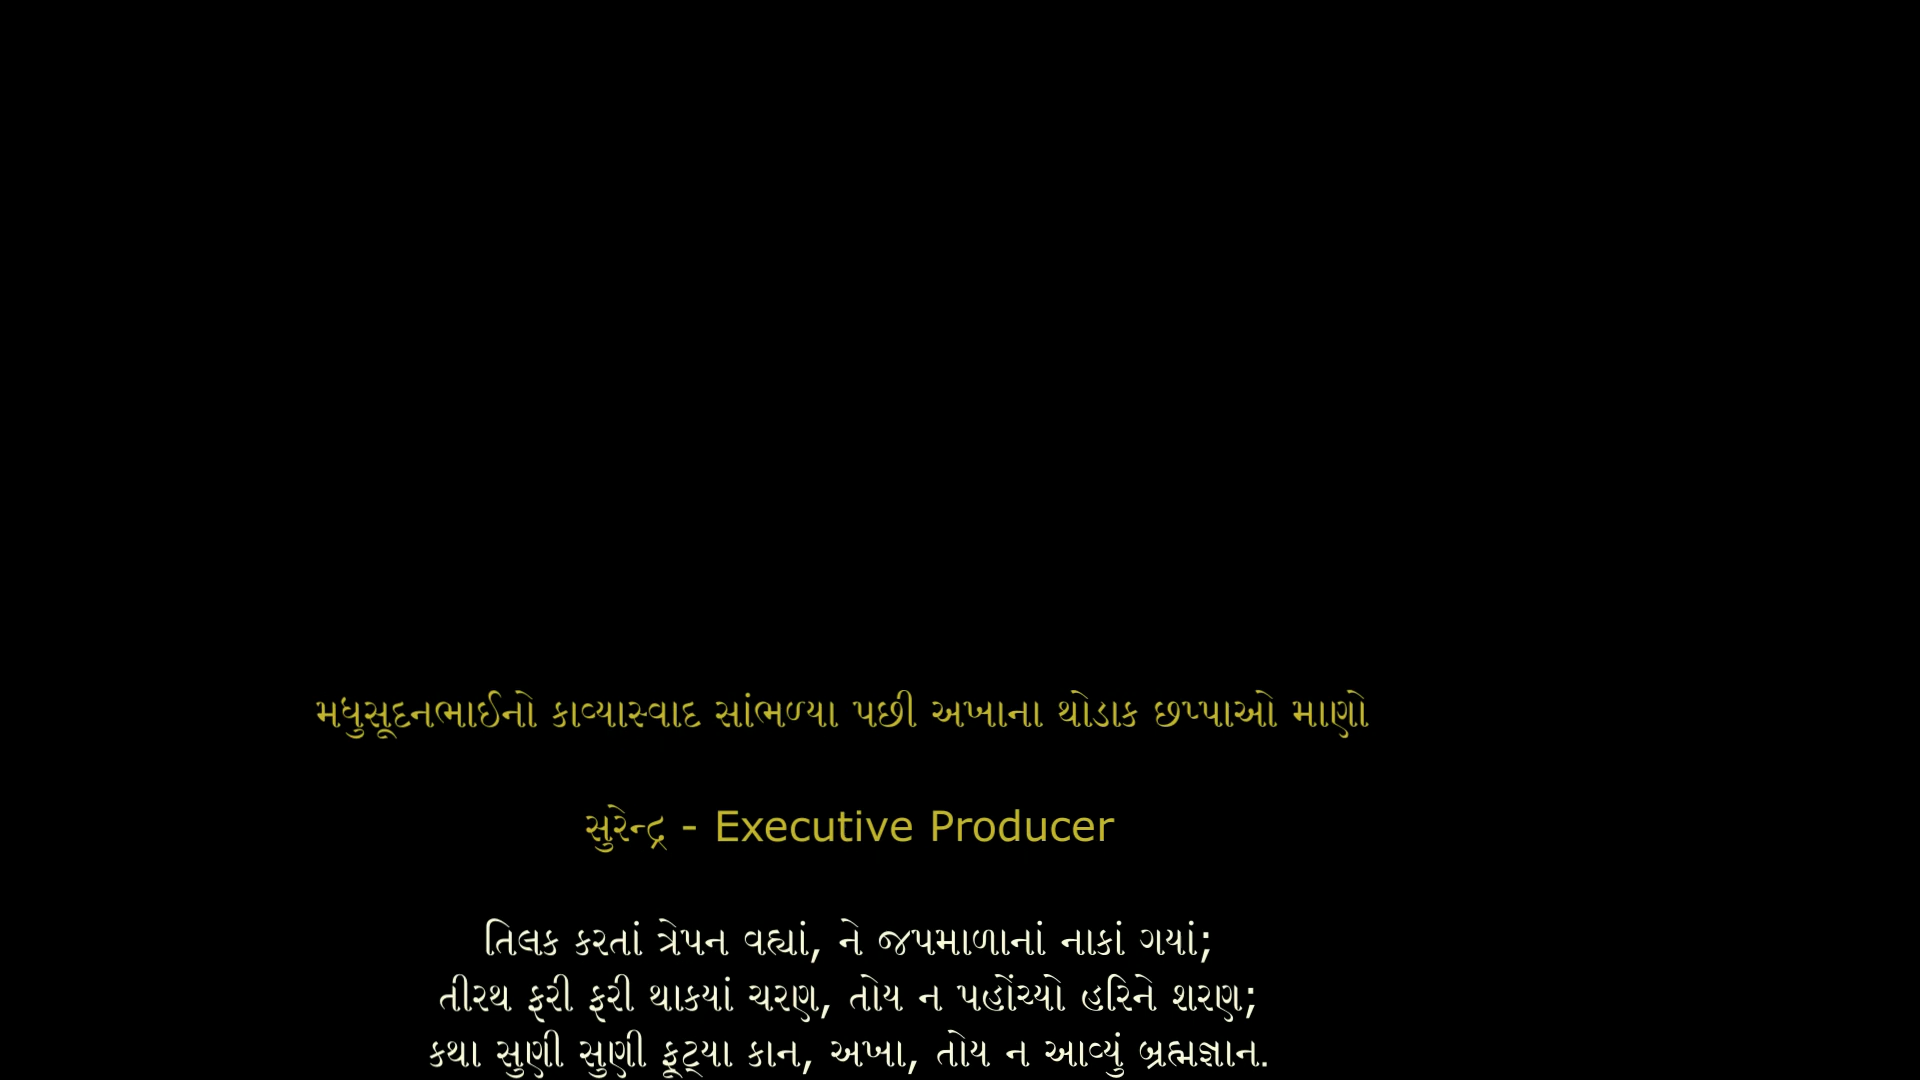 મધુસૂદનભાઈનો કાવ્યાસ્વાદ સાંભળ્યા પછી અખાના થોડાક છપ્પાઓ માણો
સુરેન્દ્ર - Executive Producer
તિલક કરતાં ત્રેપન વહ્યાં, ને જપમાળાનાં નાકાં ગયાં;
તીરથ ફરી ફરી થાકયાં ચરણ, તોય ન પહોંચ્યો હરિને શરણ;
કથા સુણી સુણી ફૂટ્યા કાન, અખા, તોય ન આવ્યું બ્રહ્મજ્ઞાન.